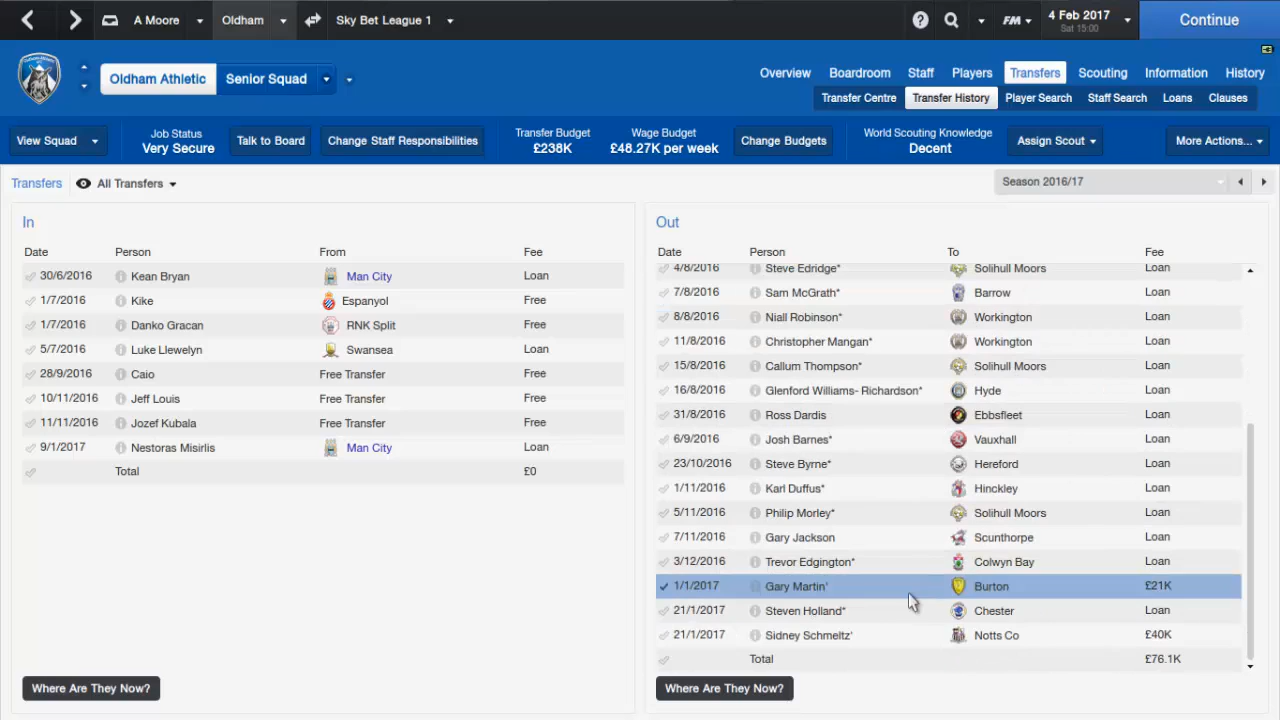 A Moore
Oldham
Sky Bet League 1
FM
4 Feb 2017
Sat 15:00
Continue
Oldham Athletic
Senior Squad
Overview
Boardroom
Staff
Players
Transfers
Scouting
Information
History
Transfer Centre
Transfer History
Player Search
Staff Search
Loans
Clauses
View Squad
Job Status
Very Secure
Talk to Board
Change Staff Responsibilities
Transfer Budget
£238K
Wage Budget
£48.27K per week
Change Budgets
World Scouting Knowledge
Decent
Assign Scout
More Actions...
Transfers
All Transfers
Season 2016/17
In
Date Person From Fee
30/6/2016 Kean Bryan Man City Loan
1/7/2016 Kike Espanyol Free
1/7/2016 Danko Gracan RNK Split Free
5/7/2016 Luke Llewelyn Swansea Loan
28/9/2016 Caio Free Transfer Free
10/11/2016 Jeff Louis Free Transfer Free
11/11/2016 Jozef Kubala Free Transfer Free
9/1/2017 Nestoras Misirlis Man City Loan
Total £0
Where Are They Now?
Out
Date Person To Fee
4/8/2016 Steve Edridge* Solihull Moors Loan
7/8/2016 Sam McGrath* Barrow Loan
8/8/2016 Niall Robinson* Workington Loan
11/8/2016 Christopher Mangan* Workington Loan
15/8/2016 Callum Thompson* Solihull Moors Loan
16/8/2016 Glenford Williams- Richardson* Hyde Loan
31/8/2016 Ross Dardis Ebbsfleet Loan
6/9/2016 Josh Barnes* Vauxhall Loan
23/10/2016 Steve Byrne* Hereford Loan
1/11/2016 Karl Duffus* Hinckley Loan
5/11/2016 Philip Morley* Solihull Moors Loan
7/11/2016 Gary Jackson Scunthorpe Loan
3/12/2016 Trevor Edgington* Colwyn Bay Loan
1/1/2017 Gary Martin' Burton £21K
21/1/2017 Steven Holland* Chester Loan
21/1/2017 Sidney Schmeltz' Notts Co £40K
Total £76.1K
Where Are They Now?